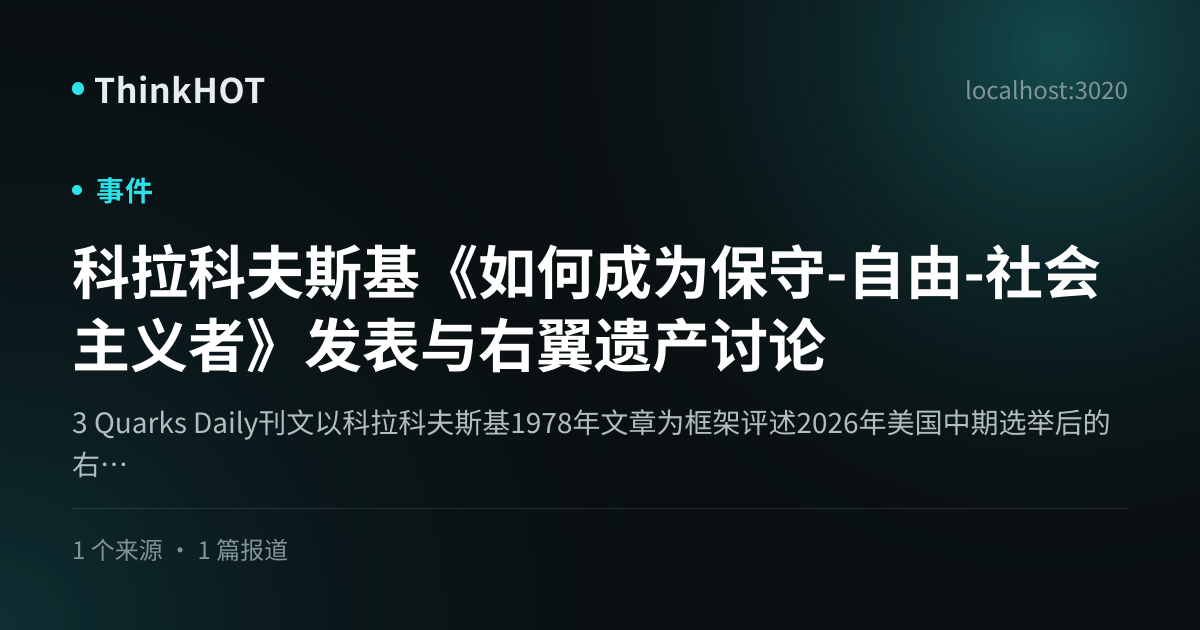 ThinkHOT
localhost:3020
事件
科拉科夫斯基《如何成为保守-自由-社会
主义者》发表与右翼遗产讨论
3 Quarks Daily刊文以科拉科夫斯基1978年文章为框架评述2026年美国中期选举后的
右…
1 个来源 · 1 篇报道